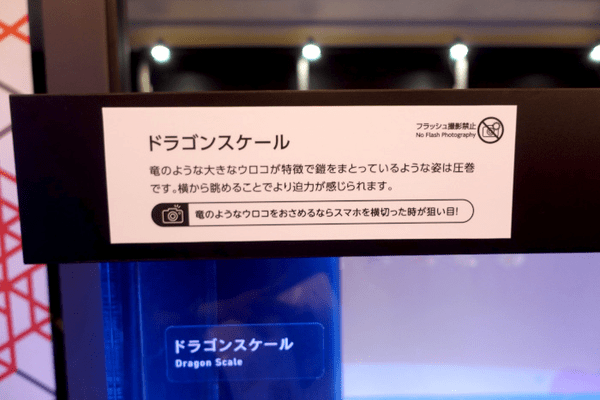 ドラゴンスケール
フラッシュ撮影禁止
No Flash Photography
竜のような大きなウロコが特徴で鎧をまとっているような姿は圧巻
です。横から眺めることでより迫力が感じられます。
竜のようなウロコをおさめるならスマホを横切った時が狙い目!
ドラゴンスケール
Dragon Scale